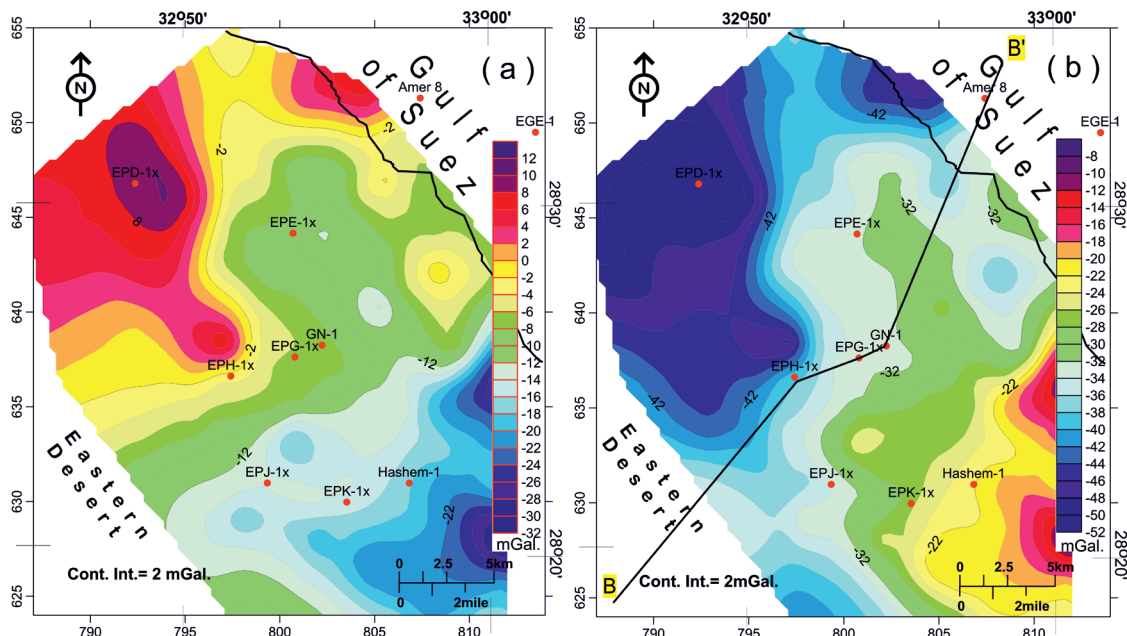 32°50'
33°00'
(a)
N
655
650
645
640
635
630
625
Gulf
of Suez
Amer 8
EGE-1
-2
-2
EPD-1x
8
EPE-1x
28°30'
-2
GN-1
EPG-1x
EPH-1x
-12
-12
EPJ-1x
Hashem-1
EPK-1x
-22
Eastern
Desert
12
10
8
6
4
2
0
-2
-4
-6
-8
-10
-12
-14
-16
-18
-20
-22
-24
-26
-28
-30
-32
mGal.
28°20'
0 2.5 5km
0 2mile
Cont. Int.= 2 mGal.
790 795 800 805 810
32°50'
33°00'
B'
(b)
N
655
650
645
640
635
630
625
Gulf
of Suez
Amer 8
EGE-1
-42
EPD-1x
-42
-32
-32
EPE-1x
28°30'
GN-1
EPG-1x
EPH-1x
-32
-42
-42
-22
EPJ-1x
Hashem-1
EPK-1x
-22
-32
Eastern
Desert
-8
-10
-12
-14
-16
-18
-20
-22
-24
-26
-28
-30
-32
-34
-36
-38
-40
-42
-44
-46
-48
-50
-52
mGal.
28°20'
0 2.5 5km
0 2mile
B
Cont. Int.= 2mGal.
790 795 800 805 810